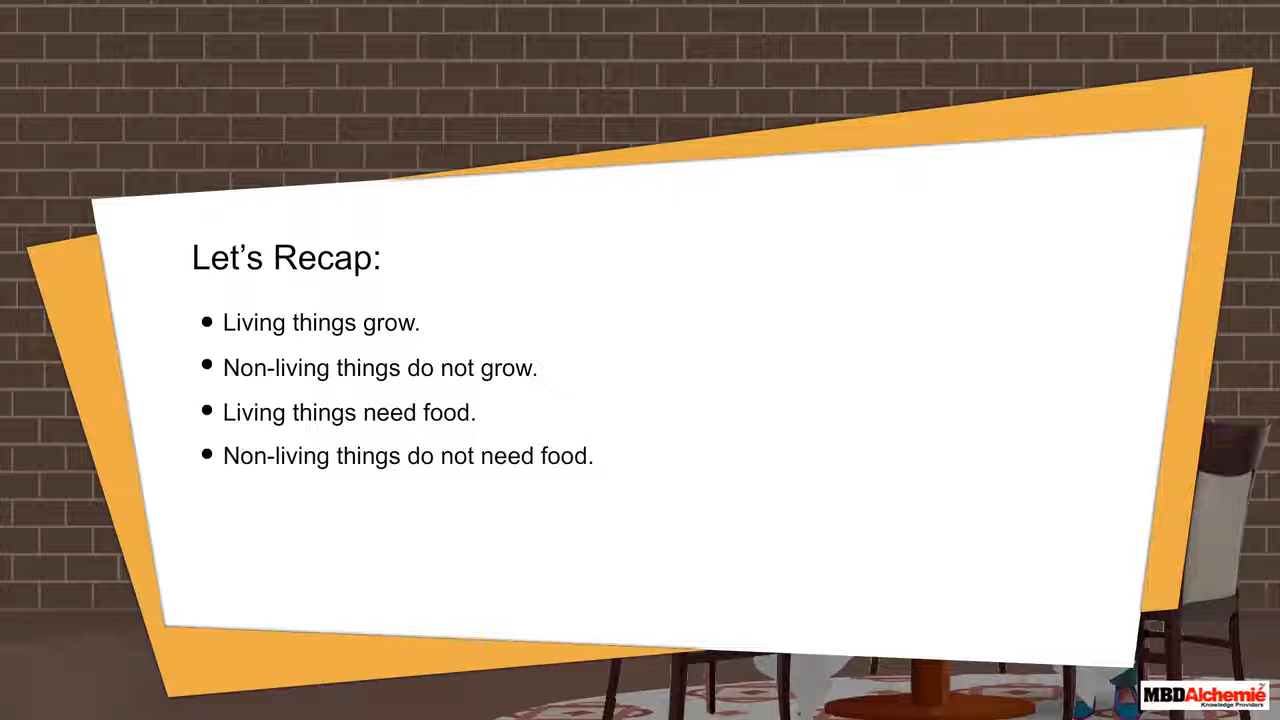 Let’s Recap:
• Living things grow.
• Non-living things do not grow.
• Living things need food.
• Non-living things do not need food.
MBDAlchemie
Knowledge Providers